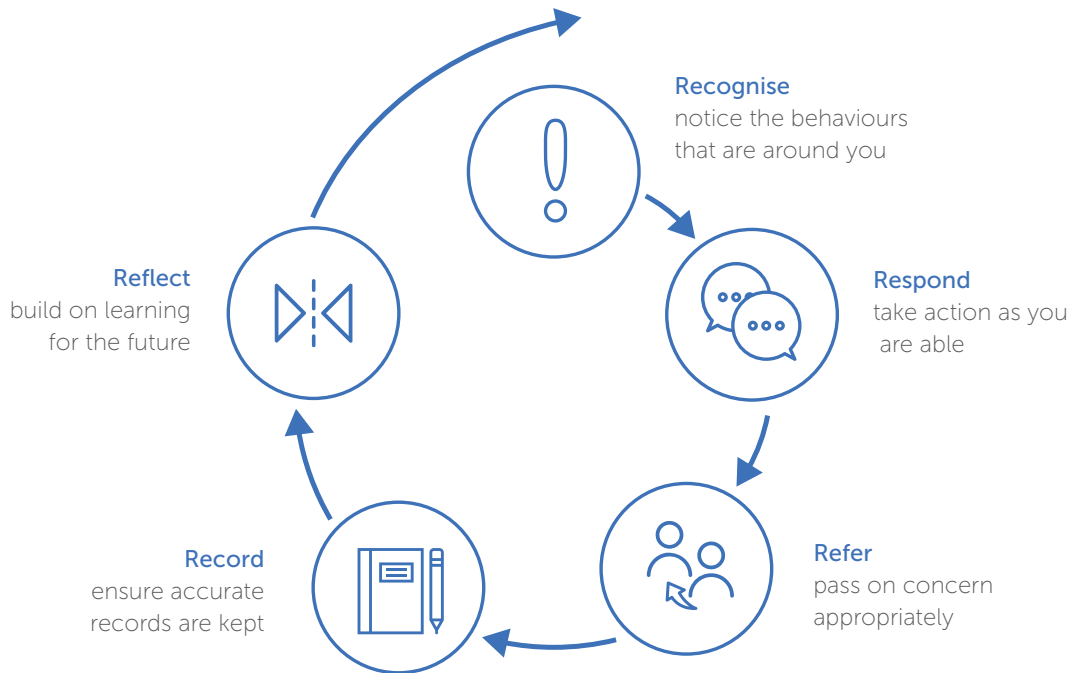 Recognise
notice the behaviours
that are around you
Respond
take action as you
are able
Refer
pass on concern
appropriately
Record
ensure accurate
records are kept
Reflect
build on learning
for the future